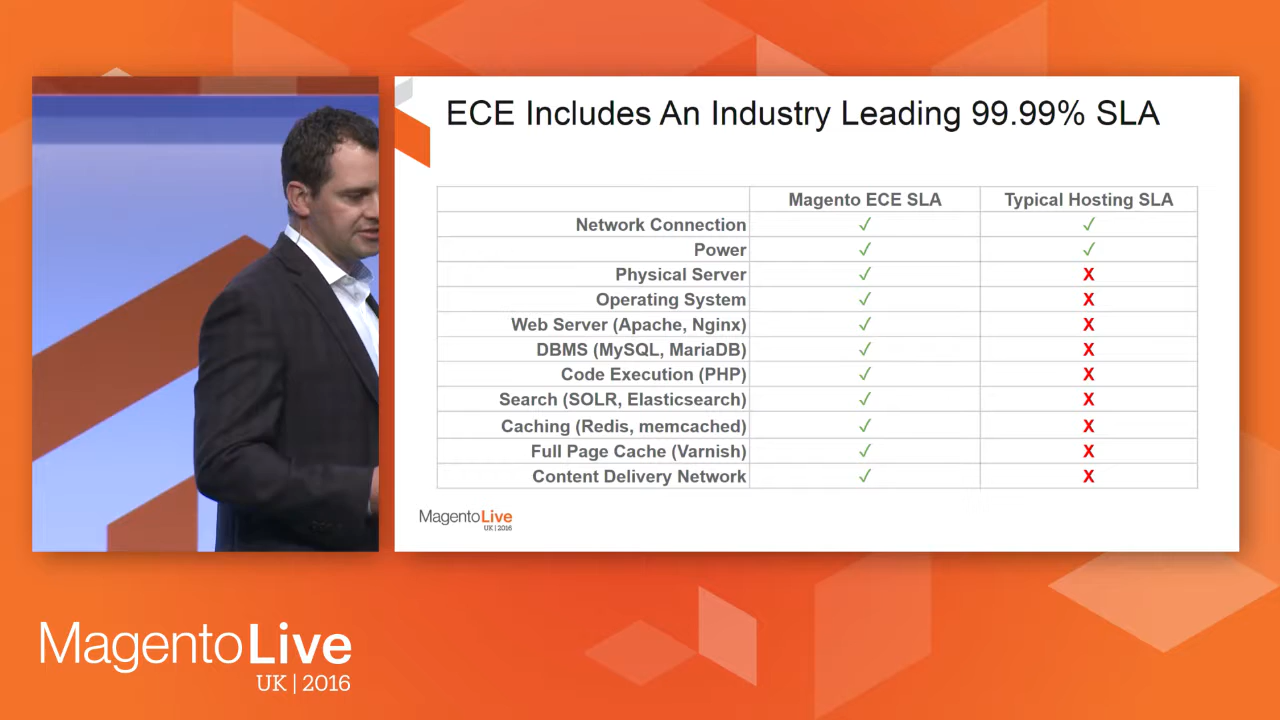 ECE Includes An Industry Leading 99.99% SLA
Magento ECE SLA Typical Hosting SLA
Network Connection ✓ ✓
Power ✓ ✓
Physical Server ✓ X
Operating System ✓ X
Web Server (Apache, Nginx) ✓ X
DBMS (MySQL, MariaDB) ✓ X
Code Execution (PHP) ✓ X
Search (SOLR, Elasticsearch) ✓ X
Caching (Redis, memcached) ✓ X
Full Page Cache (Varnish) ✓ X
Content Delivery Network ✓ X
MagentoLive
UK | 2016
MagentoLive
UK | 2016